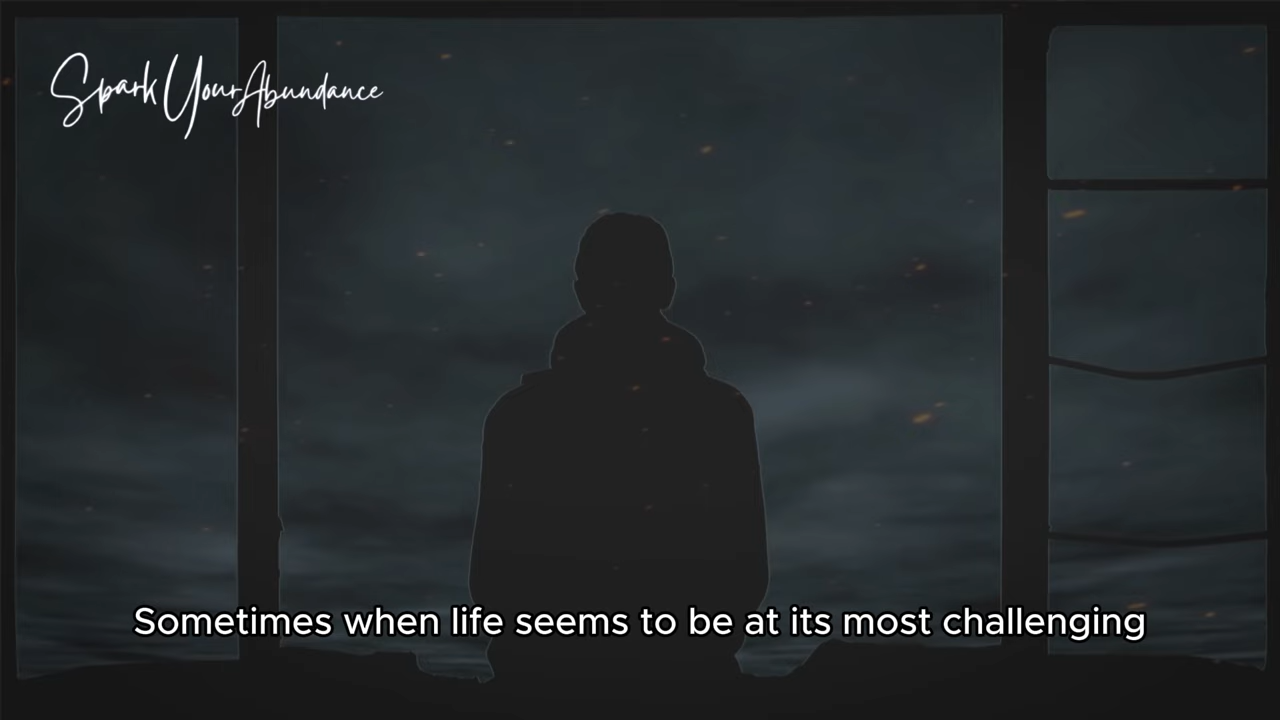 SparkYourAbundance
Sometimes when life seems to be at its most challenging